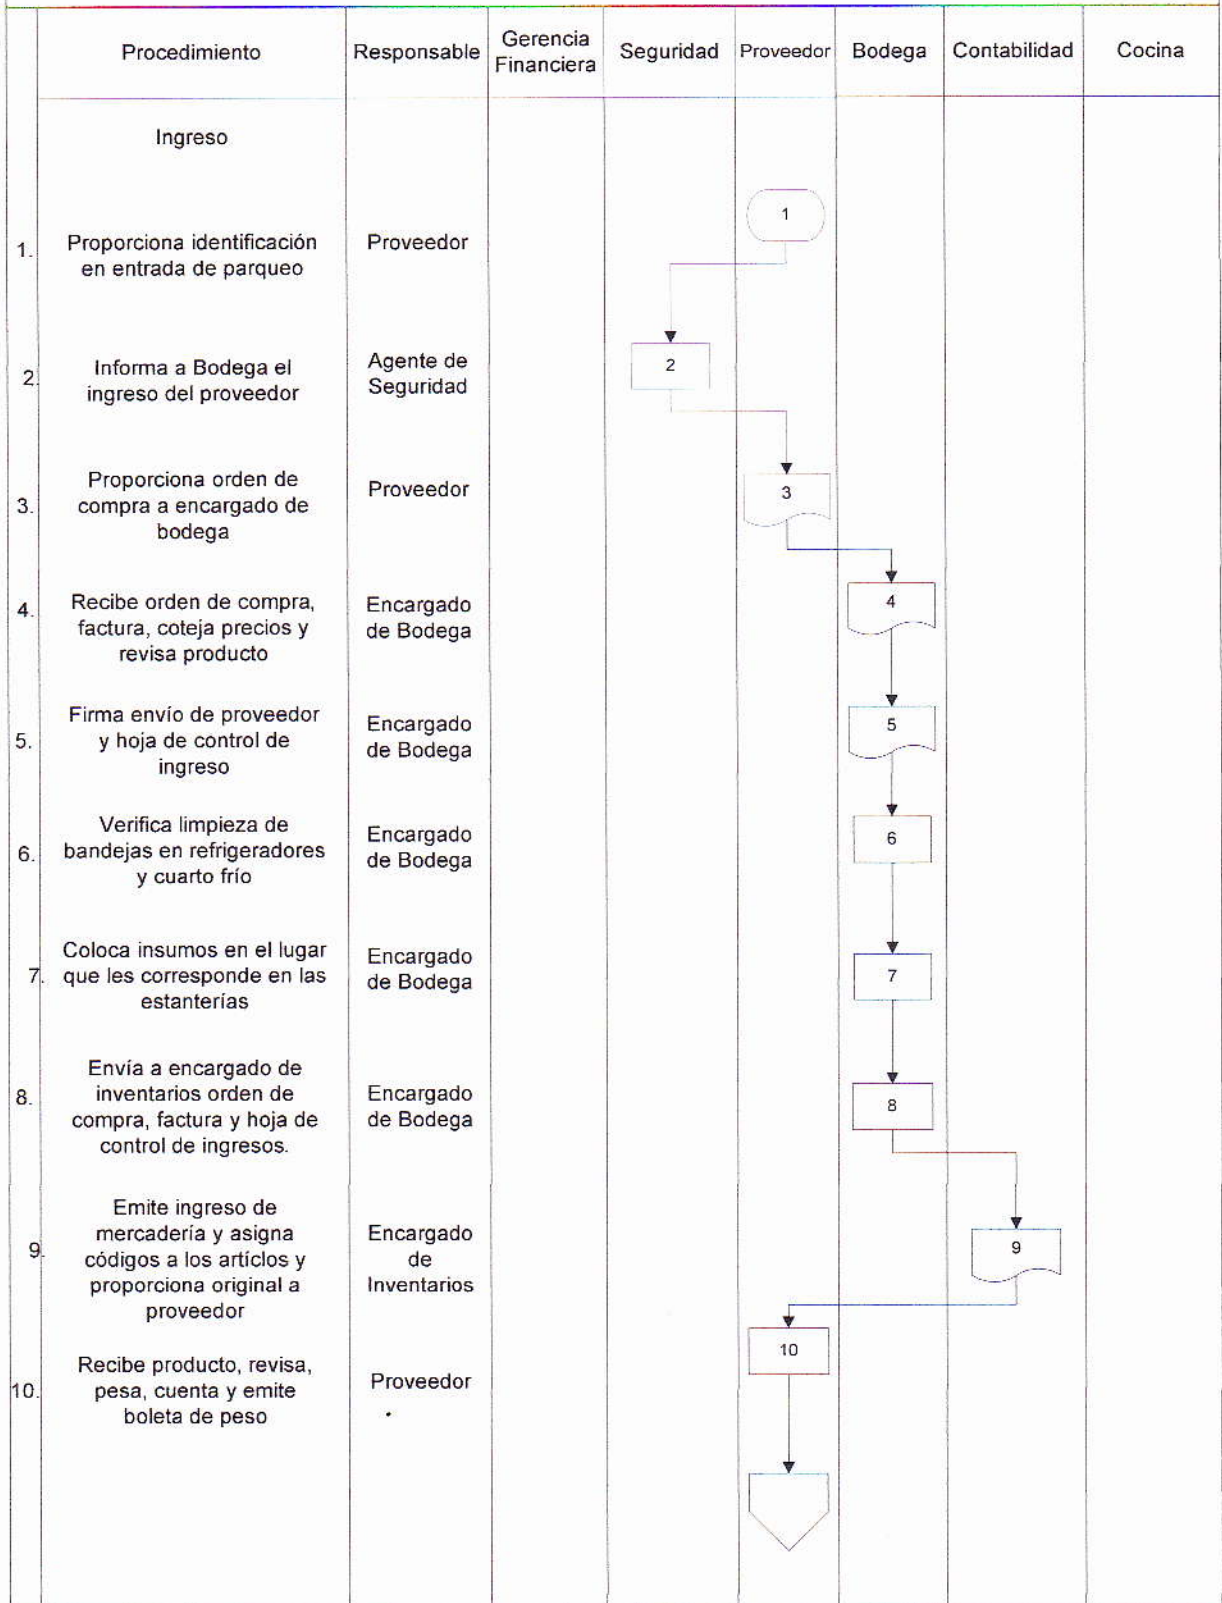 Procedimiento
Responsable
Gerencia
Financiera
Seguridad
Proveedor
Bodega
Contabilidad
Cocina
Ingreso
1.
Proporciona identificación
en entrada de parqueo
Proveedor
1
2
Informa a Bodega el
ingreso del proveedor
Agente de
Seguridad
2
3.
Proporciona orden de
compra a encargado de
bodega
Proveedor
3
4.
Recibe orden de compra,
factura, coteja precios y
revisa producto
Encargado
de Bodega
4
5.
Firma envío de proveedor
y hoja de control de
ingreso
Encargado
de Bodega
5
6.
Verifica limpieza de
bandejas en refrigeradores
y cuarto frío
Encargado
de Bodega
6
7.
Coloca insumos en el lugar
que les corresponde en las
estanterías
Encargado
de Bodega
7
8.
Envía a encargado de
inventarios orden de
compra, factura y hoja de
control de ingresos.
Encargado
de Bodega
8
9.
Emite ingreso de
mercadería y asigna
códigos a los artíclos y
proporciona original a
proveedor
Encargado
de
Inventarios
9
10.
Recibe producto, revisa,
pesa, cuenta y emite
boleta de peso
Proveedor
10